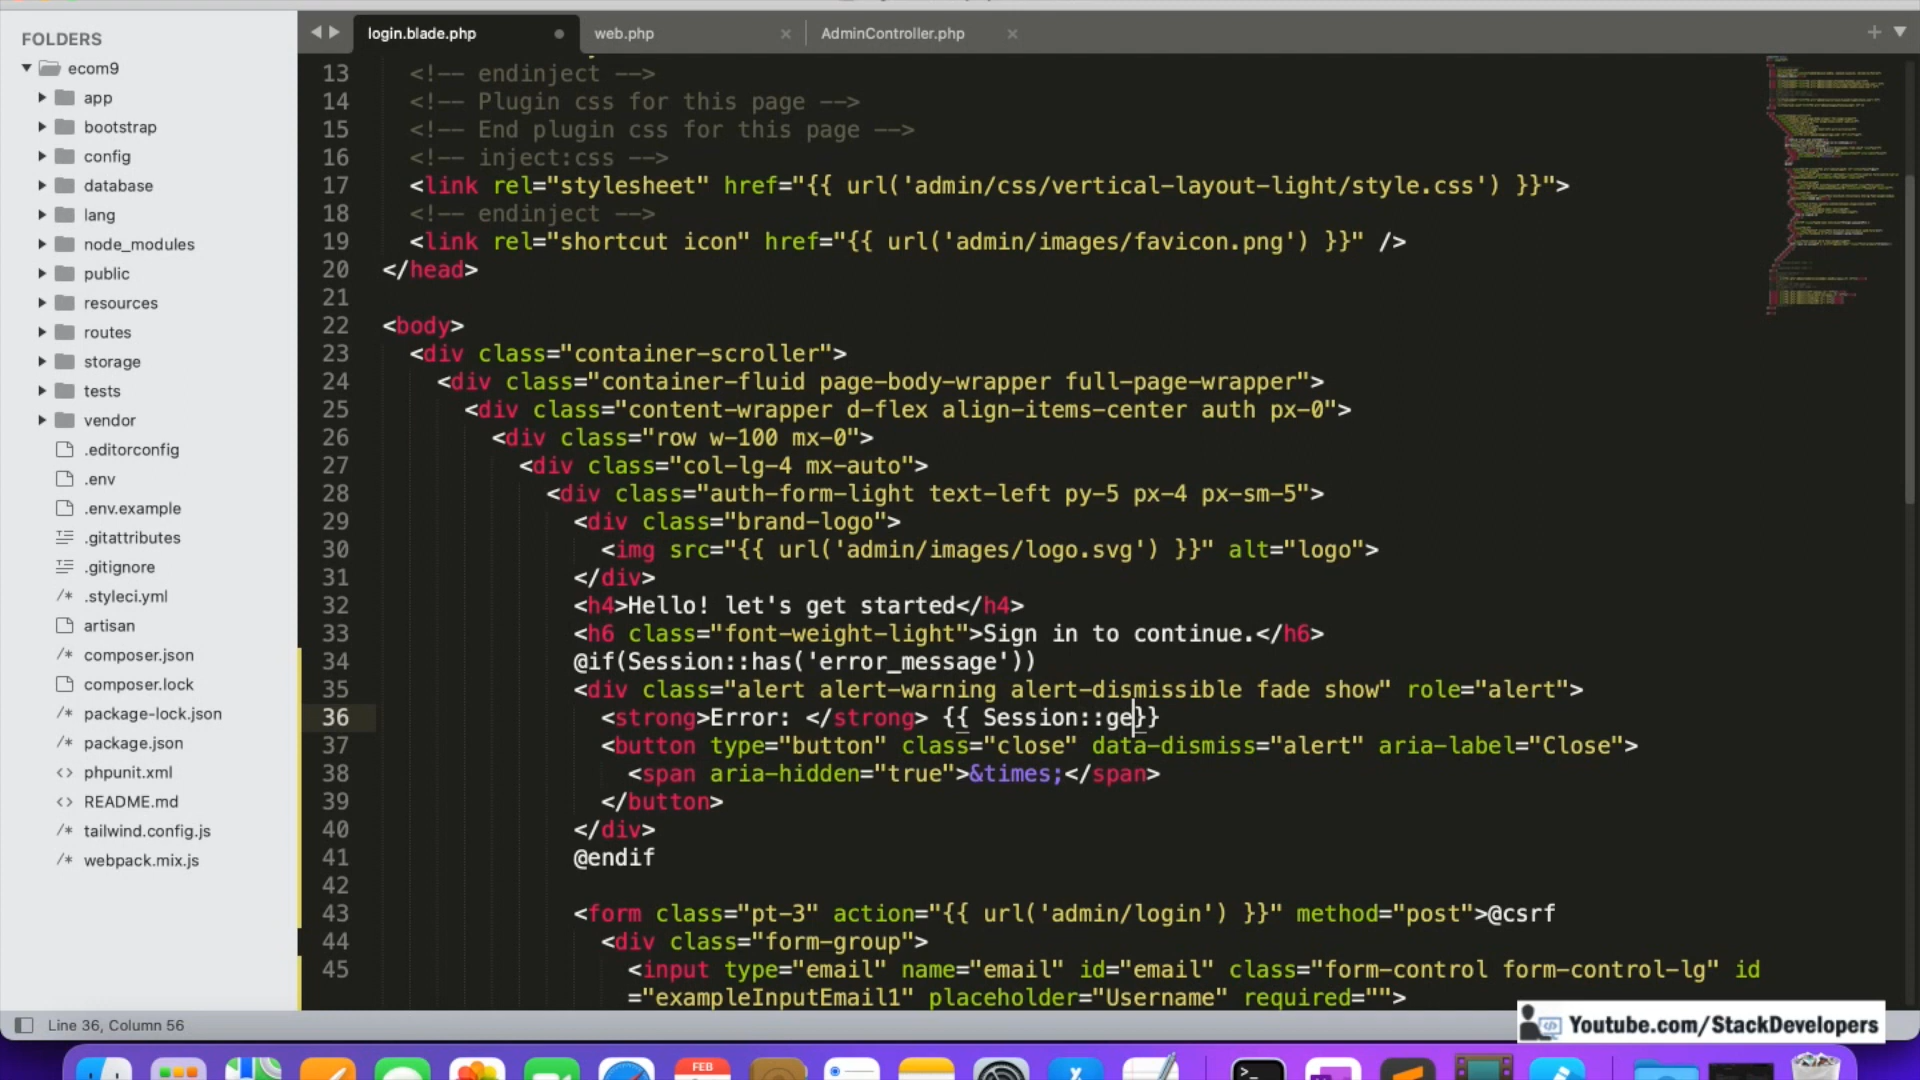 FOLDERS
ecom9
app
bootstrap
config
database
lang
node_modules
public
resources
routes
storage
tests
vendor
.editorconfig
.env
.env.example
.gitattributes
.gitignore
.styleci.yml
artisan
composer.json
composer.lock
package-lock.json
package.json
phpunit.xml
README.md
tailwind.config.js
webpack.mix.js
login.blade.php
web.php
AdminController.php
13 <!-- endinject -->
14 <!-- Plugin css for this page -->
15 <!-- End plugin css for this page -->
16 <!-- inject:css -->
17 <link rel="stylesheet" href="{{ url('admin/css/vertical-layout-light/style.css') }}">
18 <!-- endinject -->
19 <link rel="shortcut icon" href="{{ url('admin/images/favicon.png') }}" />
20 </head>
21
22 <body>
23 <div class="container-scroller">
24 <div class="container-fluid page-body-wrapper full-page-wrapper">
25 <div class="content-wrapper d-flex align-items-center auth px-0">
26 <div class="row w-100 mx-0">
27 <div class="col-lg-4 mx-auto">
28 <div class="auth-form-light text-left py-5 px-4 px-sm-5">
29 <div class="brand-logo">
30 <img src="{{ url('admin/images/logo.svg') }}" alt="logo">
31 </div>
32 <h4>Hello! let's get started</h4>
33 <h6 class="font-weight-light">Sign in to continue.</h6>
34 @if(Session::has('error_message'))
35 <div class="alert alert-warning alert-dismissible fade show" role="alert">
36 <strong>Error: </strong> {{ Session::ge}}
37 <button type="button" class="close" data-dismiss="alert" aria-label="Close">
38 <span aria-hidden="true">&times;</span>
39 </button>
40 </div>
41 @endif
42
43 <form class="pt-3" action="{{ url('admin/login') }}" method="post">@csrf
44 <div class="form-group">
45 <input type="email" name="email" id="email" class="form-control form-control-lg" id
="exampleInputEmail1" placeholder="Username" required="">
Line 36, Column 56
Youtube.com/StackDevelopers
FEB